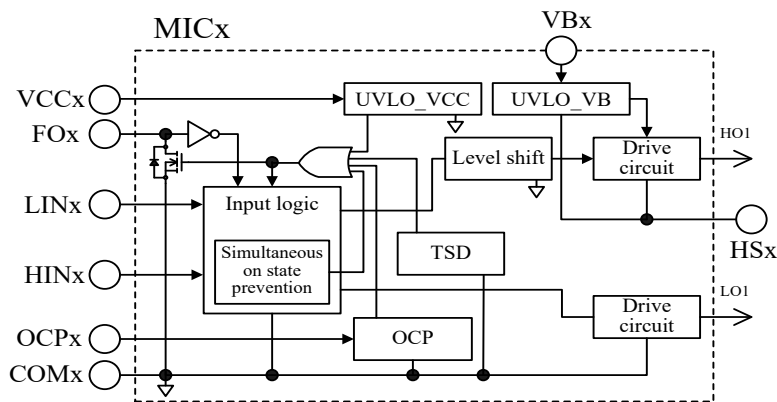 MICx
VBx
VCCx
UVLO_VCC
UVLO_VB
FOx
HO1
Level shift
Drive
circuit
LINx
Input logic
HSx
TSD
Simultaneous
on state
prevention
HINx
LO1
Drive
circuit
OCPx
OCP
COMx